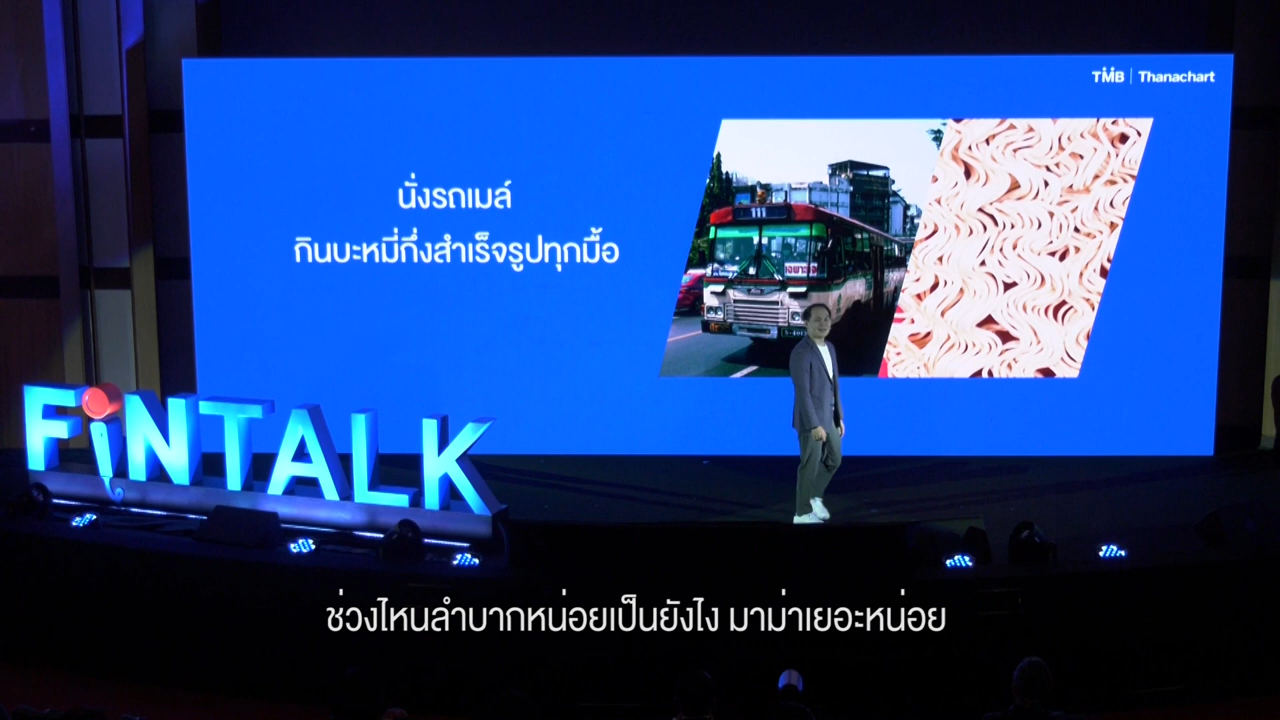 TMB | Thanachart
นั่งรถเมล์
กินบะหมี่กึ่งสำเร็จรูปทุกมื้อ
111
FiNTALK
ช่วงไหนลำบากหน่อยเป็นยังไง มาม่าเยอะหน่อย